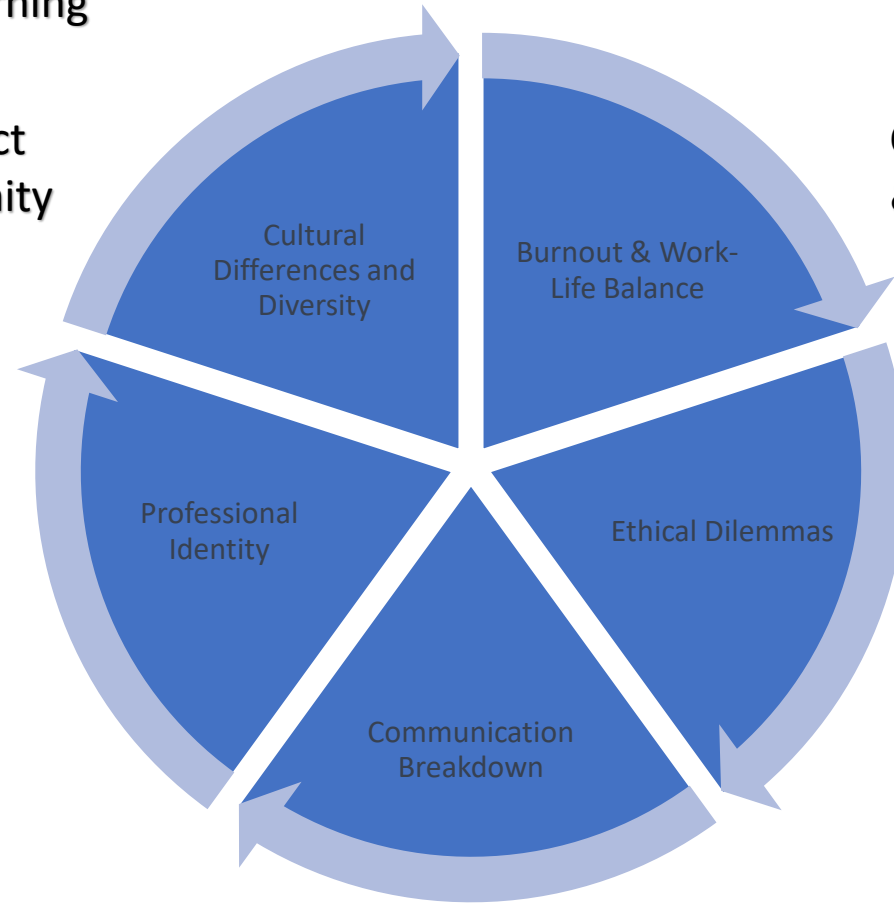 Cultural
Differences and
Diversity
Burnout & Work-
Life Balance
Professional
Identity
Ethical Dilemmas
Communication
Breakdown